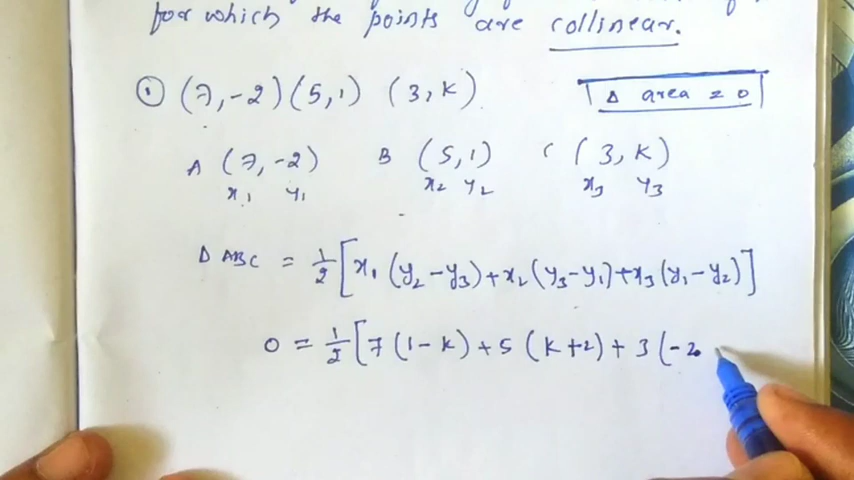 for which the points are collinear.
① (7,-2) (5,1) (3,K) Δ area = 0
A (7,-2) B (5,1) C (3,K)
x₁ y₁ x₂ y₂ x₃ y₃
Δ ABC = 1/2 [x₁ (y₂-y₃)+x₂(y₃-y₁)+x₃(y₁-y₂)]
0 = 1/2 [7 (1-K) + 5 (K+2) + 3 (-2